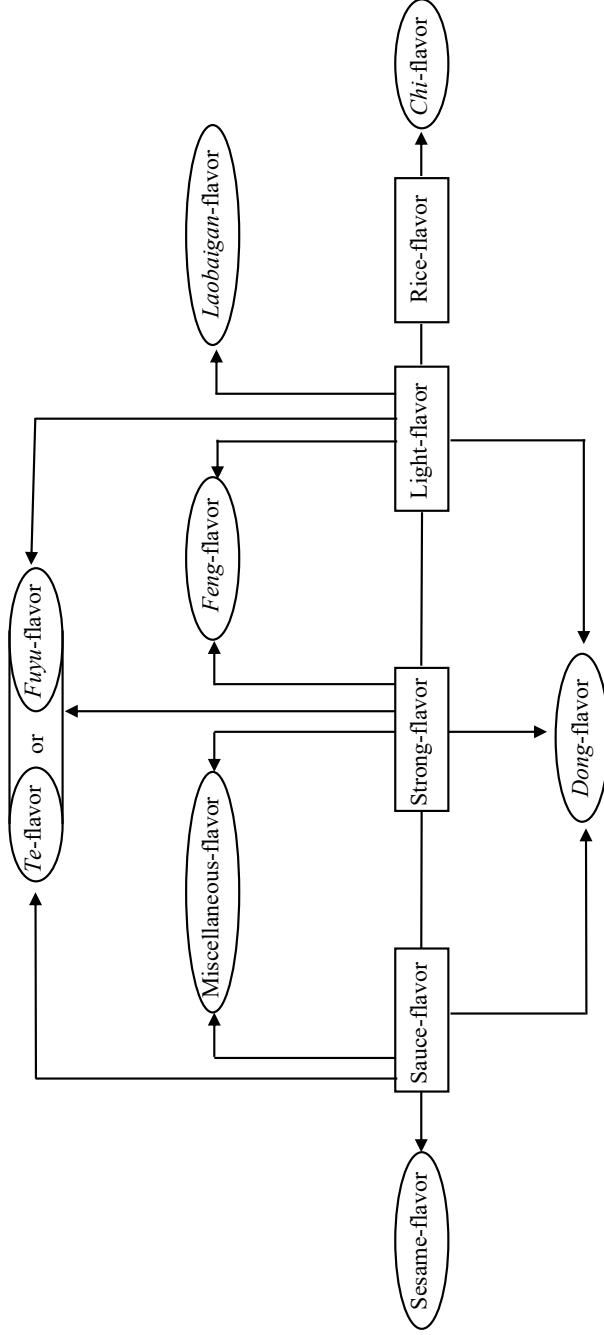 Te-flavor or Fuyu-flavor
Miscellaneous-flavor
Feng-flavor
Laobaigan-flavor
Sesame-flavor
Sauce-flavor
Strong-flavor
Light-flavor
Rice-flavor
Chi-flavor
Dong-flavor